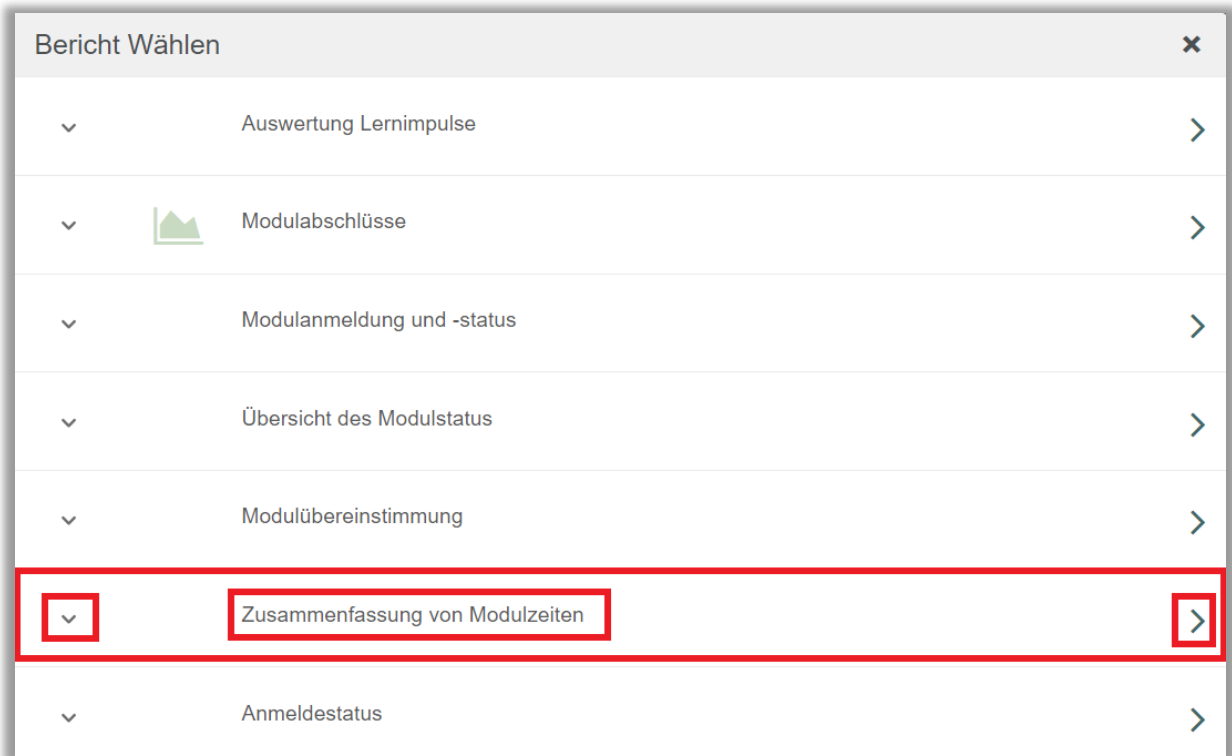 Bericht Wählen
Auswertung Lernimpulse
Modulabschlüsse
Modulanmeldung und -status
Übersicht des Modulstatus
Modulübereinstimmung
Zusammenfassung von Modulzeiten
Anmeldestatus